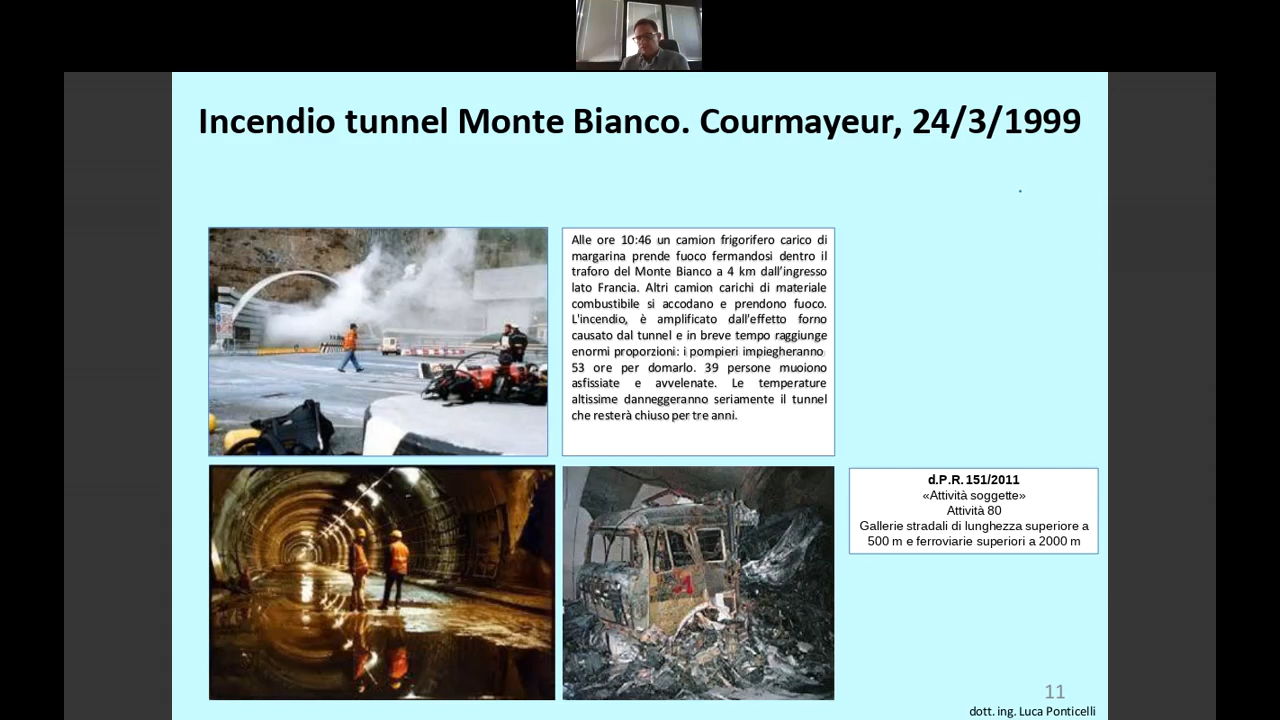 Incendio tunnel Monte Bianco. Courmayeur, 24/3/1999
Alle ore 10:46 un camion frigorifero carico di
margarina prende fuoco fermandosi dentro il
traforo del Monte Bianco a 4 km dall'ingresso
lato Francia. Altri camion carichi di materiale
combustibile si accodano e prendono fuoco.
L'incendio, è amplificato dall'effetto forno
causato dal tunnel e in breve tempo raggiunge
enormi proporzioni: i pompieri impiegheranno
53 ore per domarlo. 39 persone muoiono
asfissiate e avvelenate. Le temperature
altissime danneggeranno seriamente il tunnel
che resterà chiuso per tre anni.
d.P.R. 151/2011
«Attività soggette»
Attività 80
Gallerie stradali di lunghezza superiore a
500 m e ferroviarie superiori a 2000 m
11
dott. ing. Luca Ponticelli